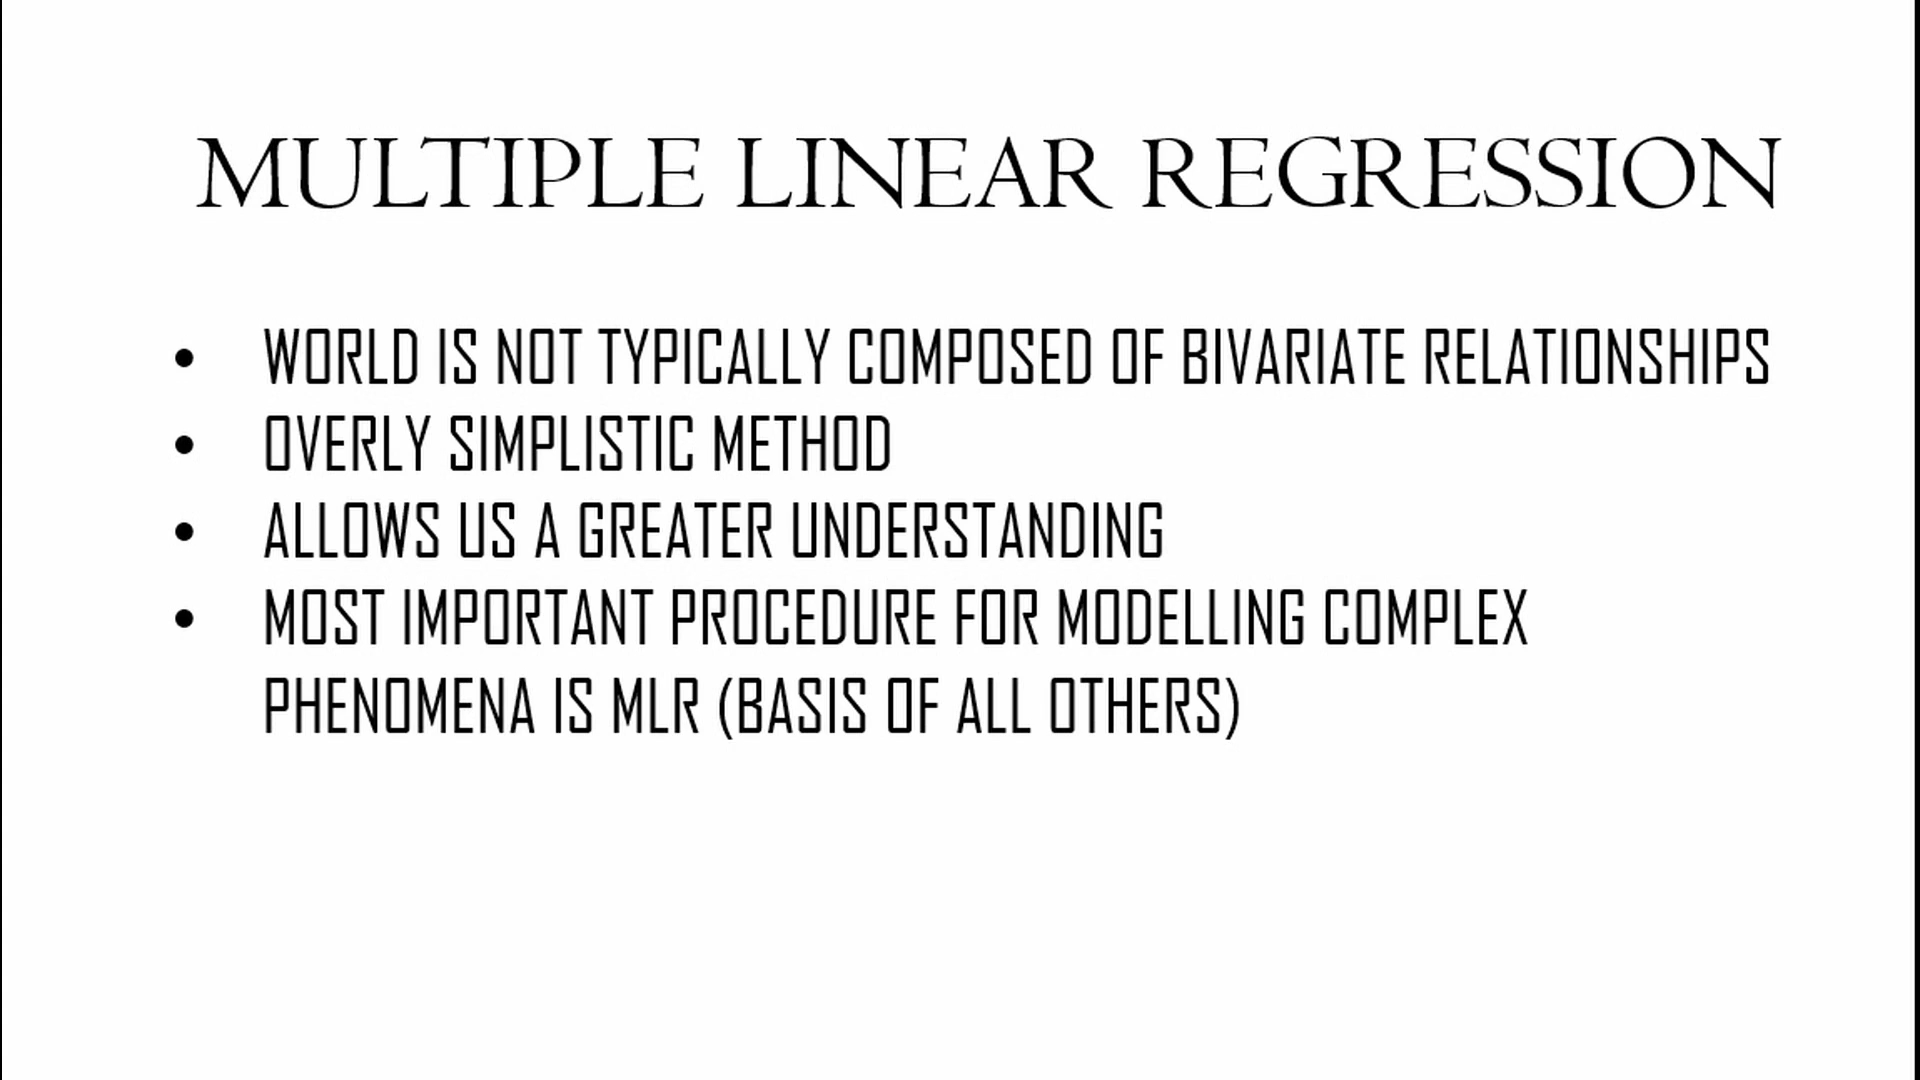 MULTIPLE LINEAR REGRESSION
• WORLD IS NOT TYPICALLY COMPOSED OF BIVARIATE RELATIONSHIPS
• OVERLY SIMPLISTIC METHOD
• ALLOWS US A GREATER UNDERSTANDING
• MOST IMPORTANT PROCEDURE FOR MODELLING COMPLEX
PHENOMENA IS MLR (BASIS OF ALL OTHERS)